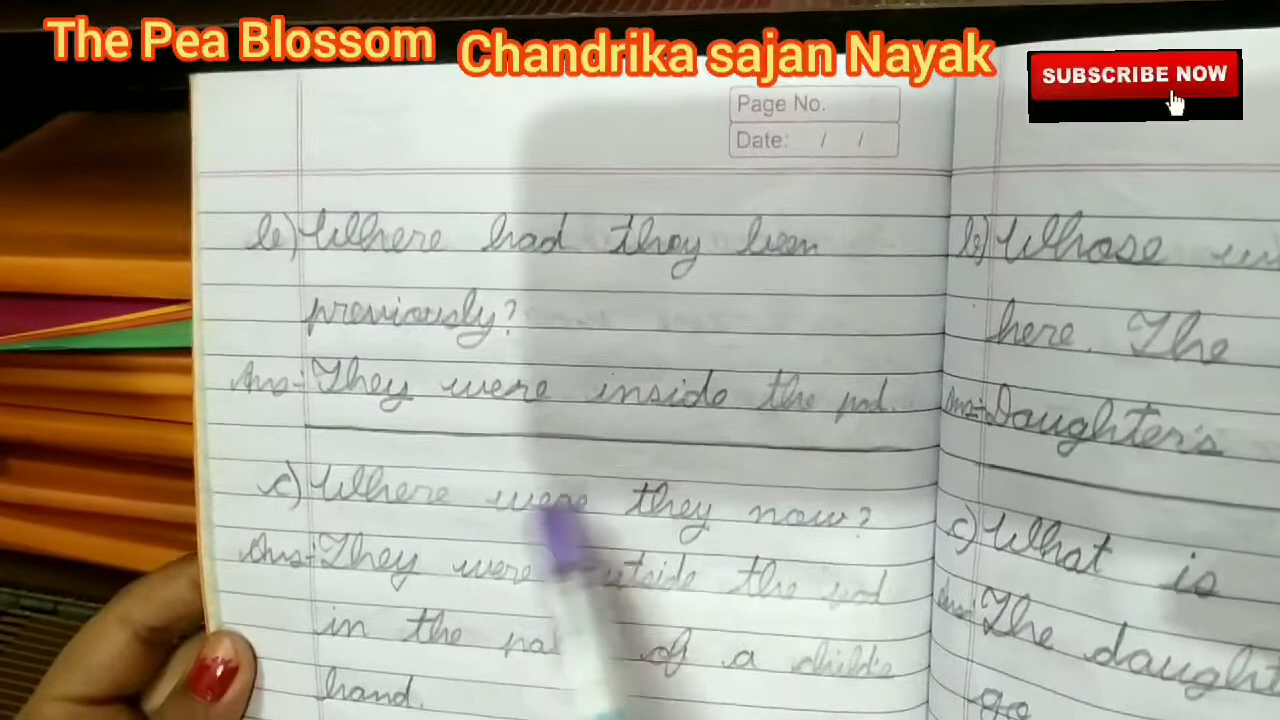 The Pea Blossom Chandrika sajan Nayak
SUBSCRIBE NOW
Page No.
Date: / /
b) Where had they been
previously?
Ans:- They were inside the pod.
c) Where were they now?
Ans:- They were outside the pod
in the of a child's
hand.
b) Whose
here. The
Ans:- Daughter's
c) What is
Ans:- The
go